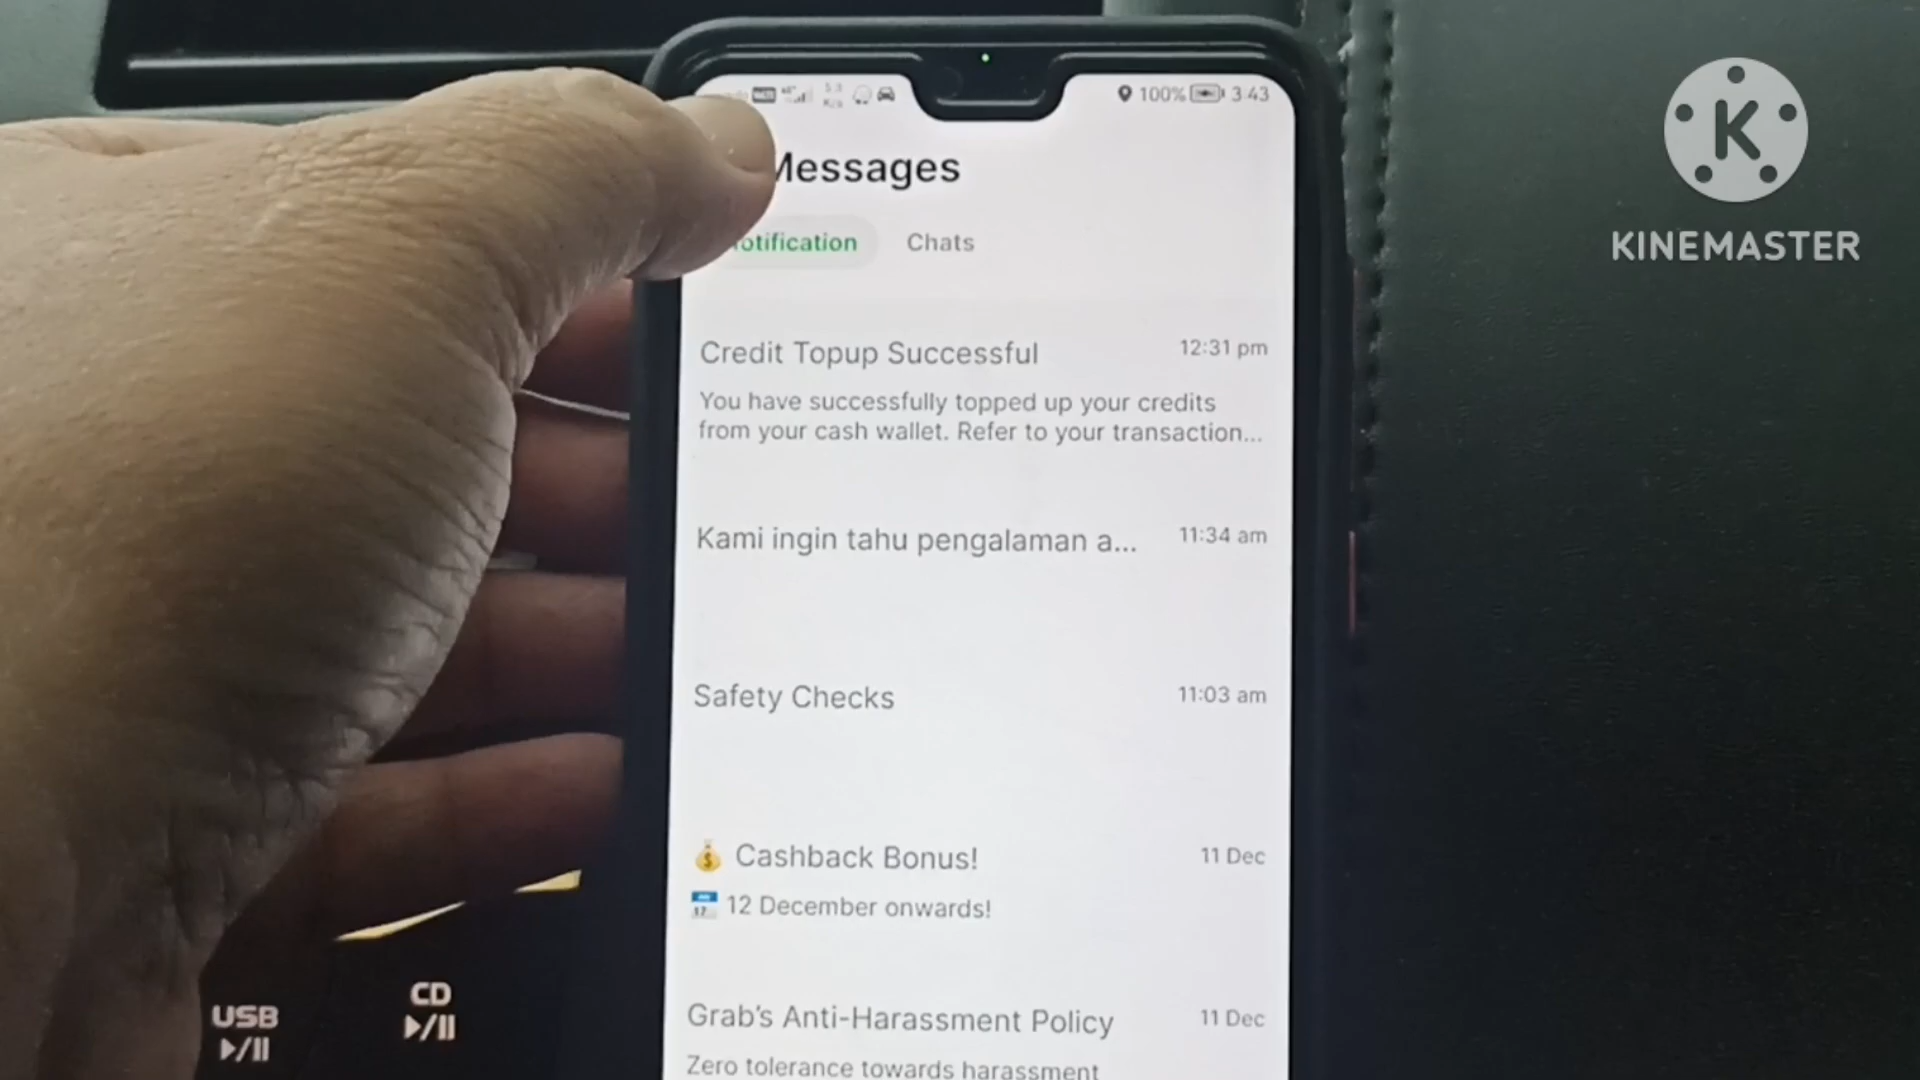 100% 3:43
Messages
otification Chats
Credit Topup Successful 12:31 pm
You have successfully topped up your credits
from your cash wallet. Refer to your transaction...
Kami ingin tahu pengalaman a... 11:34 am
Safety Checks 11:03 am
Cashback Bonus! 11 Dec
12 December onwards!
Grab's Anti-Harassment Policy 11 Dec
Zero tolerance towards harassment
K
KINEMASTER
USB
CD